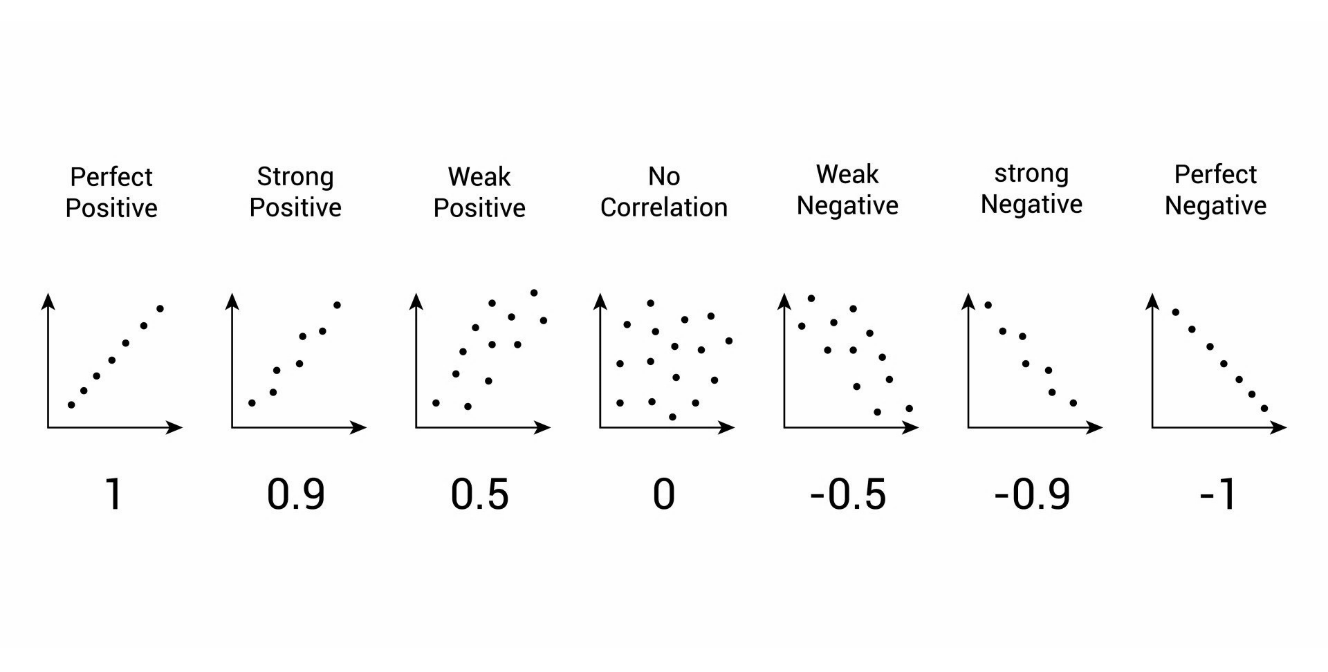 Perfect
Positive
Strong
Positive
Weak
Positive
No
Correlation
Weak
Negative
strong
Negative
Perfect
Negative
1
0.9
0.5
0
-0.5
-0.9
-1